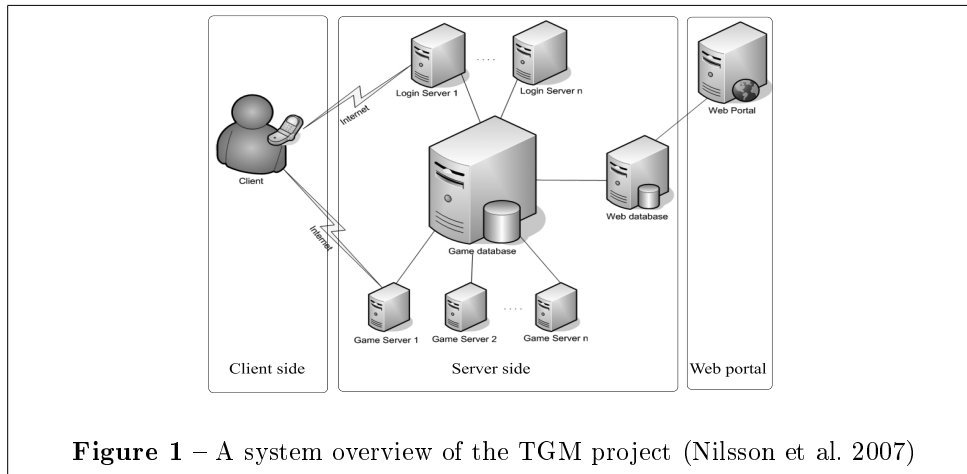 Login Server 1
....
Login Server n
Web Portal
Internet
Client
Web database
Game database
Internet
....
Game Server 1
Game Server 2
Game Server n
Client side
Server side
Web portal
Figure 1 – A system overview of the TGM project (Nilsson et al. 2007)